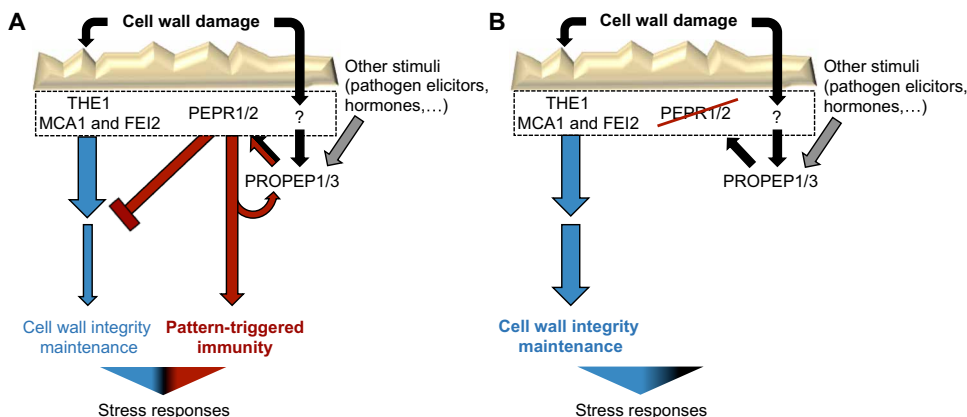 A
Cell wall damage
Other stimuli
(pathogen elicitors,
hormones,...)
THE1
MCA1 and FEI2
PEPR1/2
?
PROPEP1/3
Cell wall integrity
maintenance
Pattern-triggered
immunity
Stress responses
B
Cell wall damage
Other stimuli
(pathogen elicitors,
hormones,...)
THE1
MCA1 and FEI2
PEPR1/2
?
PROPEP1/3
Cell wall integrity
maintenance
Stress responses